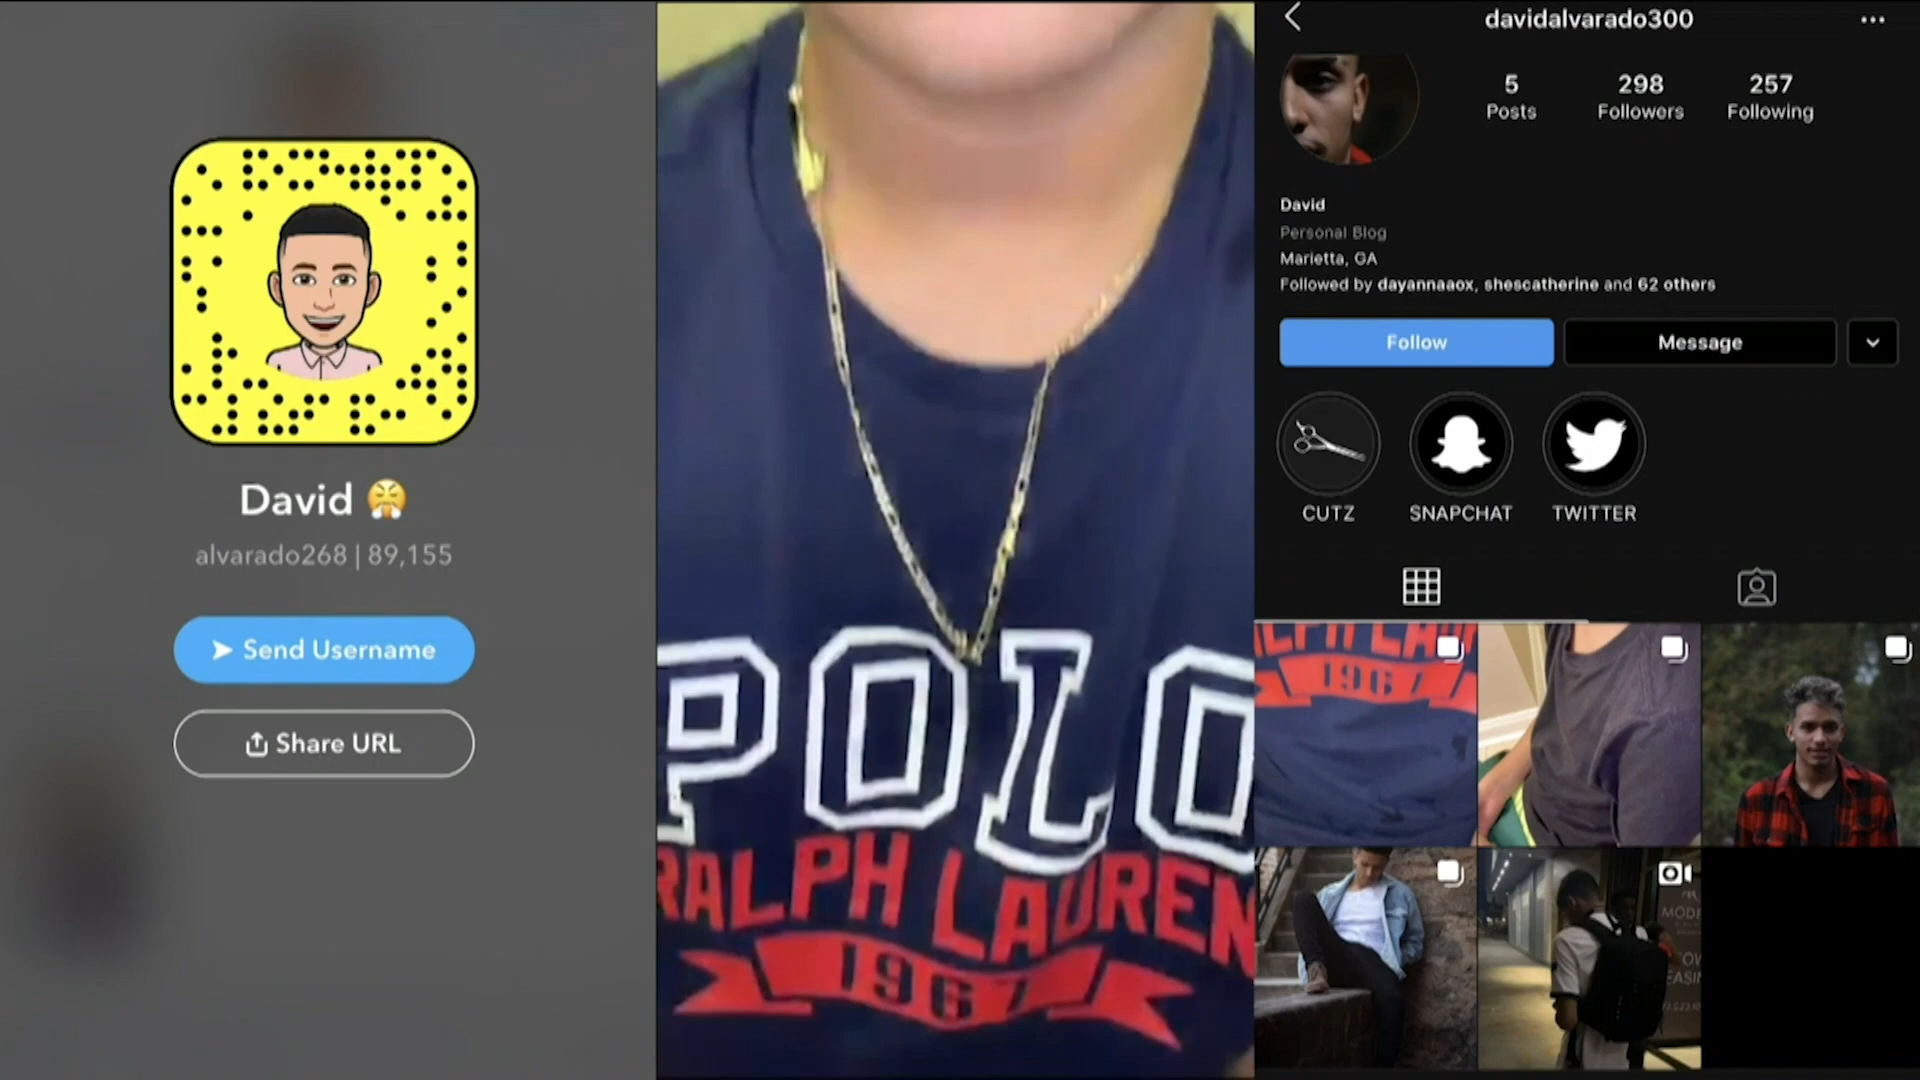 David 😤
alvarado268 | 89,155
Send Username
Share URL
POLO
RALPH LAUREN
1967
davidalvarado300
5
Posts
298
Followers
257
Following
David
Personal Blog
Marietta, GA
Followed by dayannaaox, shescatherine and 62 others
Follow
Message
CUTZ
SNAPCHAT
TWITTER
1967